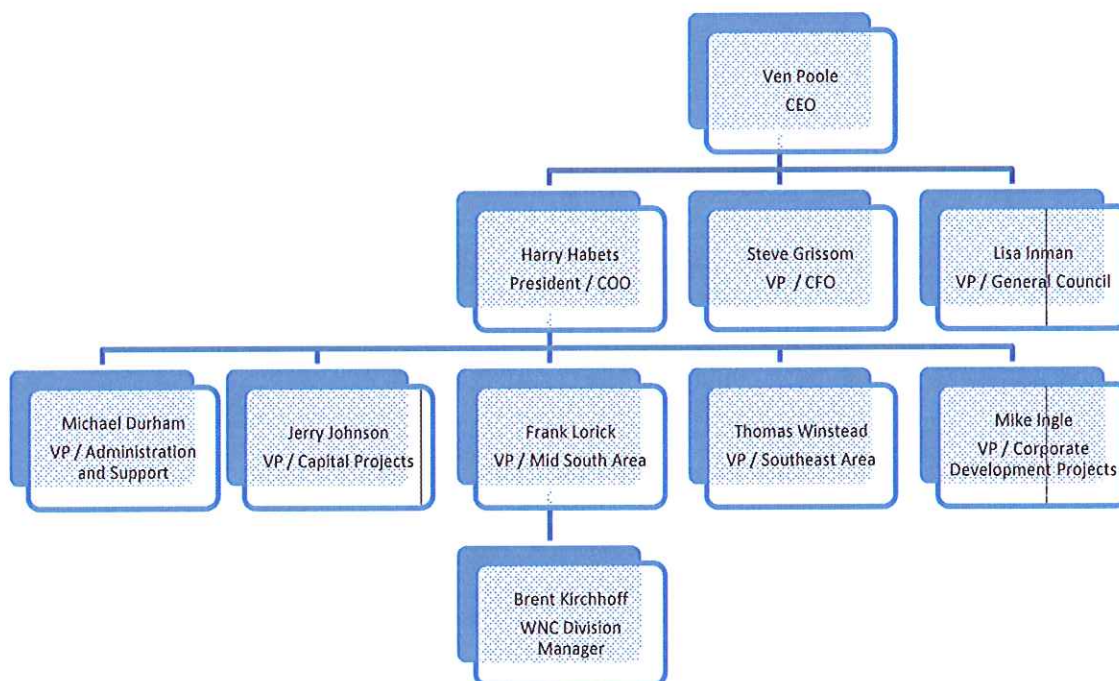 Ven Poole
CEO
Harry Habets
President / COO
Steve Grissom
VP / CFO
Lisa Inman
VP / General Council
Michael Durham
VP / Administration
and Support
Jerry Johnson
VP / Capital Projects
Frank Lorick
VP / Mid South Area
Thomas Winstead
VP / Southeast Area
Mike Ingle
VP / Corporate
Development Projects
Brent Kirchhoff
WNC Division
Manager